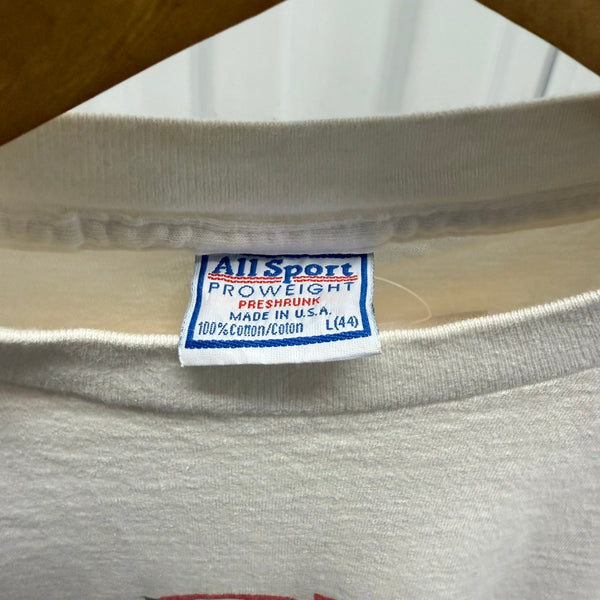 All Sport
PROWEIGHT
PRESHRUNK
MADE IN U.S.A.
100% Cotton/Coton L(44)